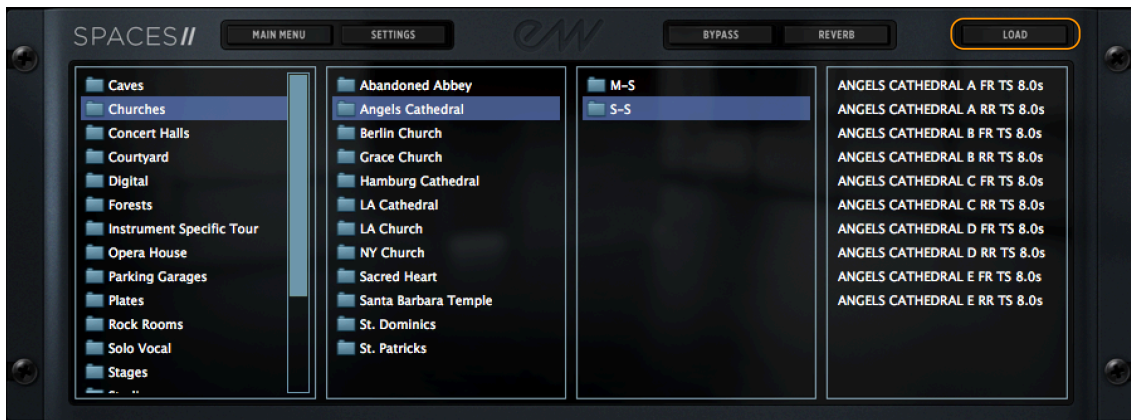 SPACES II
MAIN MENU
SETTINGS
EW
BYPASS
REVERB
LOAD
Caves
Churches
Concert Halls
Courtyard
Digital
Forests
Instrument Specific Tour
Opera House
Parking Garages
Plates
Rock Rooms
Solo Vocal
Stages
Abandoned Abbey
Angels Cathedral
Berlin Church
Grace Church
Hamburg Cathedral
LA Cathedral
LA Church
NY Church
Sacred Heart
Santa Barbara Temple
St. Dominics
St. Patricks
M-S
S-S
ANGELS CATHEDRAL A FR TS 8.0s
ANGELS CATHEDRAL A RR TS 8.0s
ANGELS CATHEDRAL B FR TS 8.0s
ANGELS CATHEDRAL B RR TS 8.0s
ANGELS CATHEDRAL C FR TS 8.0s
ANGELS CATHEDRAL C RR TS 8.0s
ANGELS CATHEDRAL D FR TS 8.0s
ANGELS CATHEDRAL D RR TS 8.0s
ANGELS CATHEDRAL E FR TS 8.0s
ANGELS CATHEDRAL E RR TS 8.0s